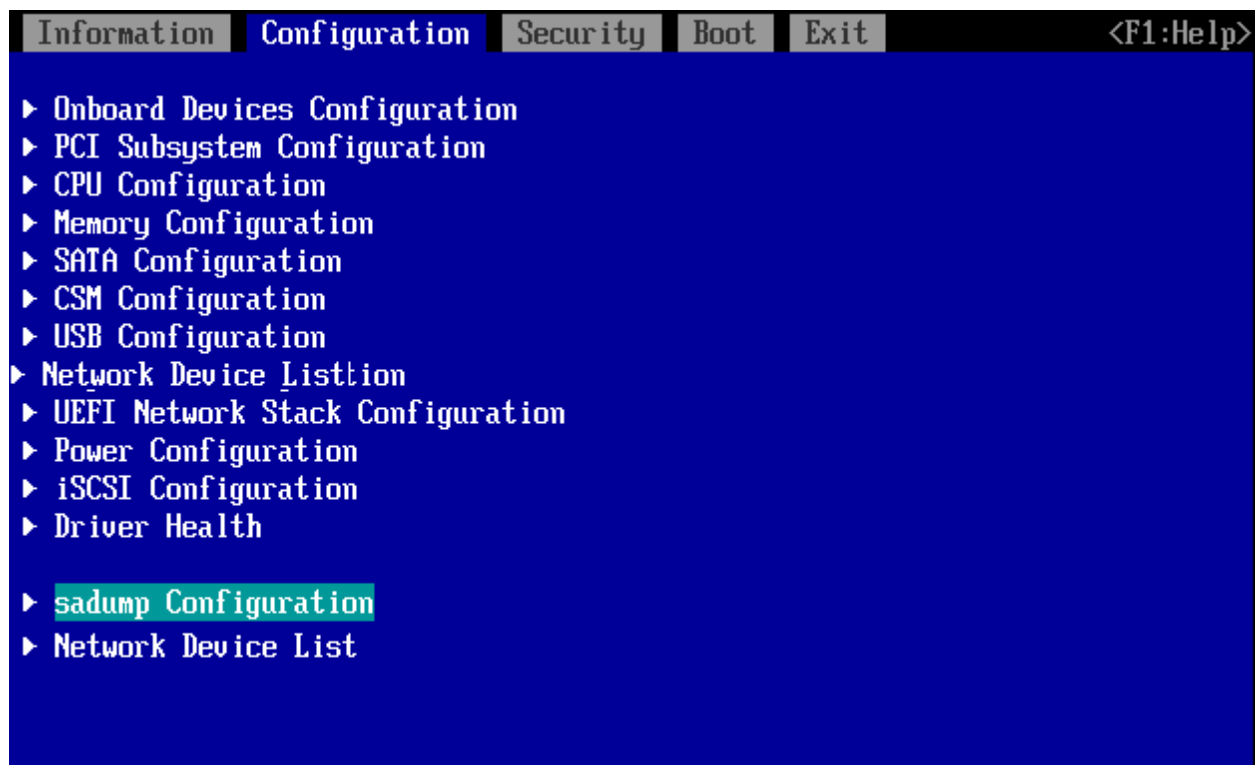 Information Configuration Security Boot Exit <F1:Help>
▶ Onboard Devices Configuration
▶ PCI Subsystem Configuration
▶ CPU Configuration
▶ Memory Configuration
▶ SATA Configuration
▶ CSM Configuration
▶ USB Configuration
▶ Network Device Listtion
▶ UEFI Network Stack Configuration
▶ Power Configuration
▶ iSCSI Configuration
▶ Driver Health
▶ sadump Configuration
▶ Network Device List